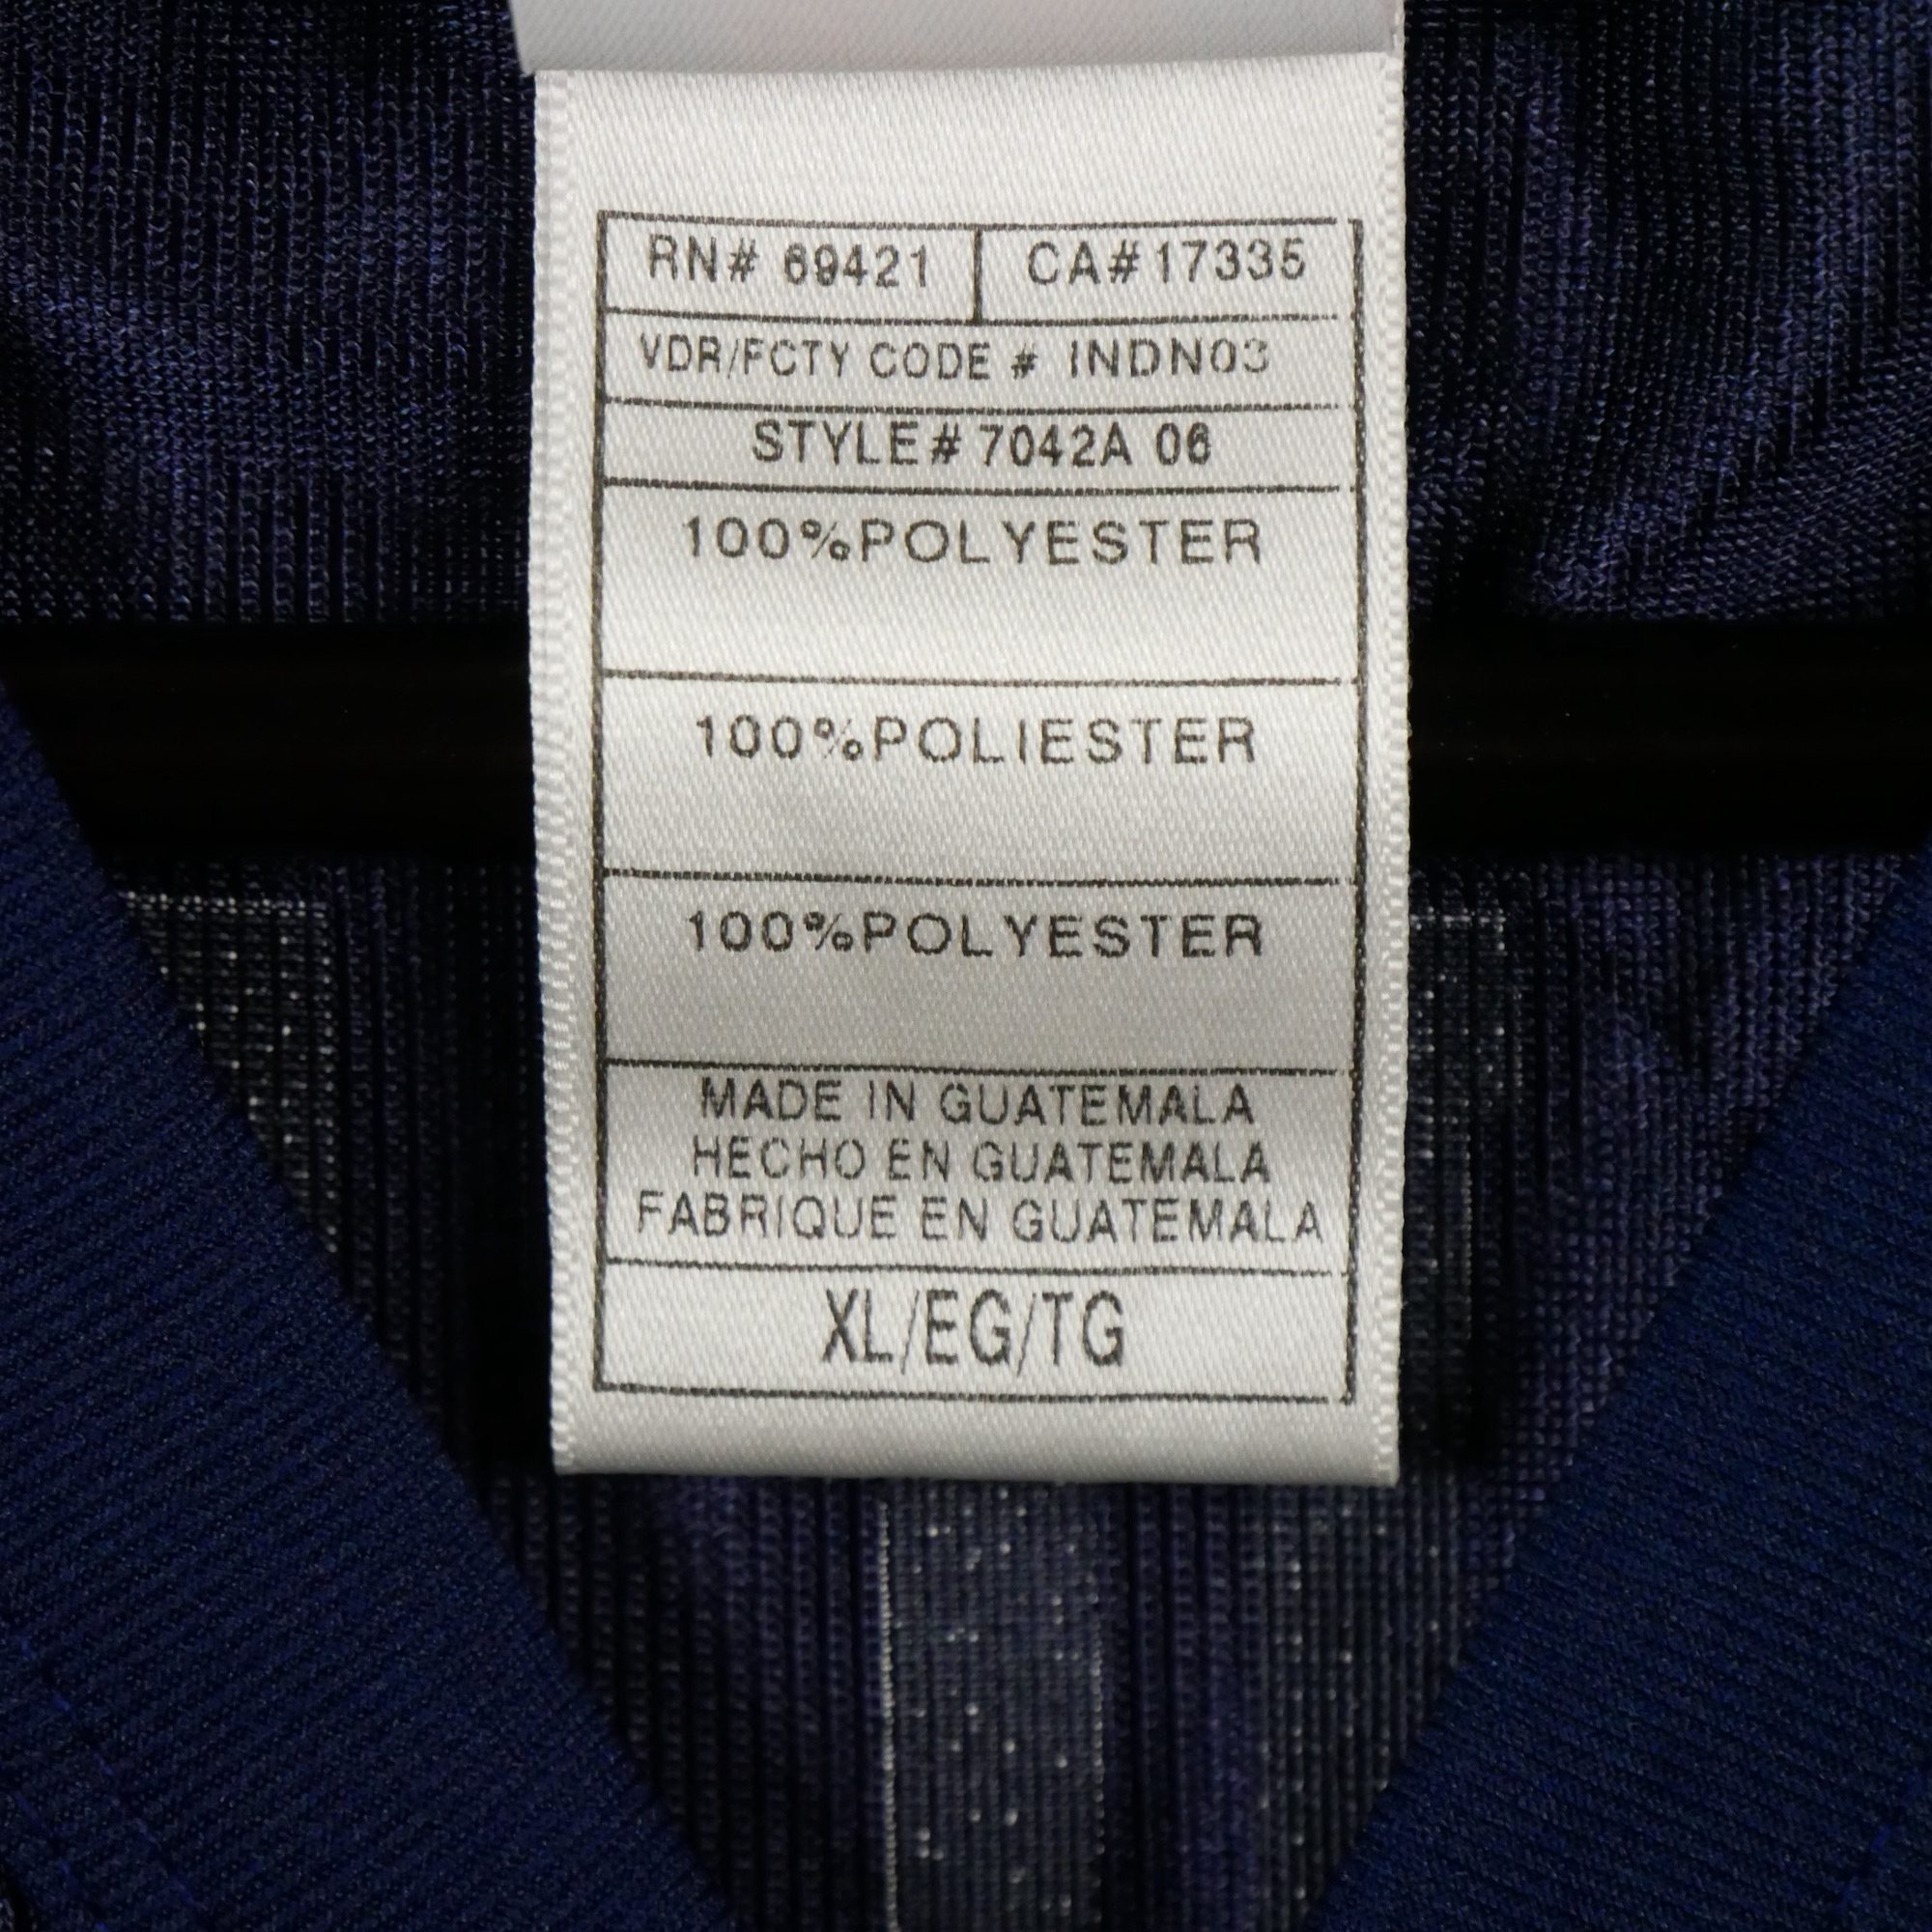 RN# 69421 CA#17335
VDR/FCTY CODE # INDN03
STYLE# 7042A 06
100%POLYESTER
100%POLIESTER
100%POLYESTER
MADE IN GUATEMALA
HECHO EN GUATEMALA
FABRIQUE EN GUATEMALA
XL/EG/TG